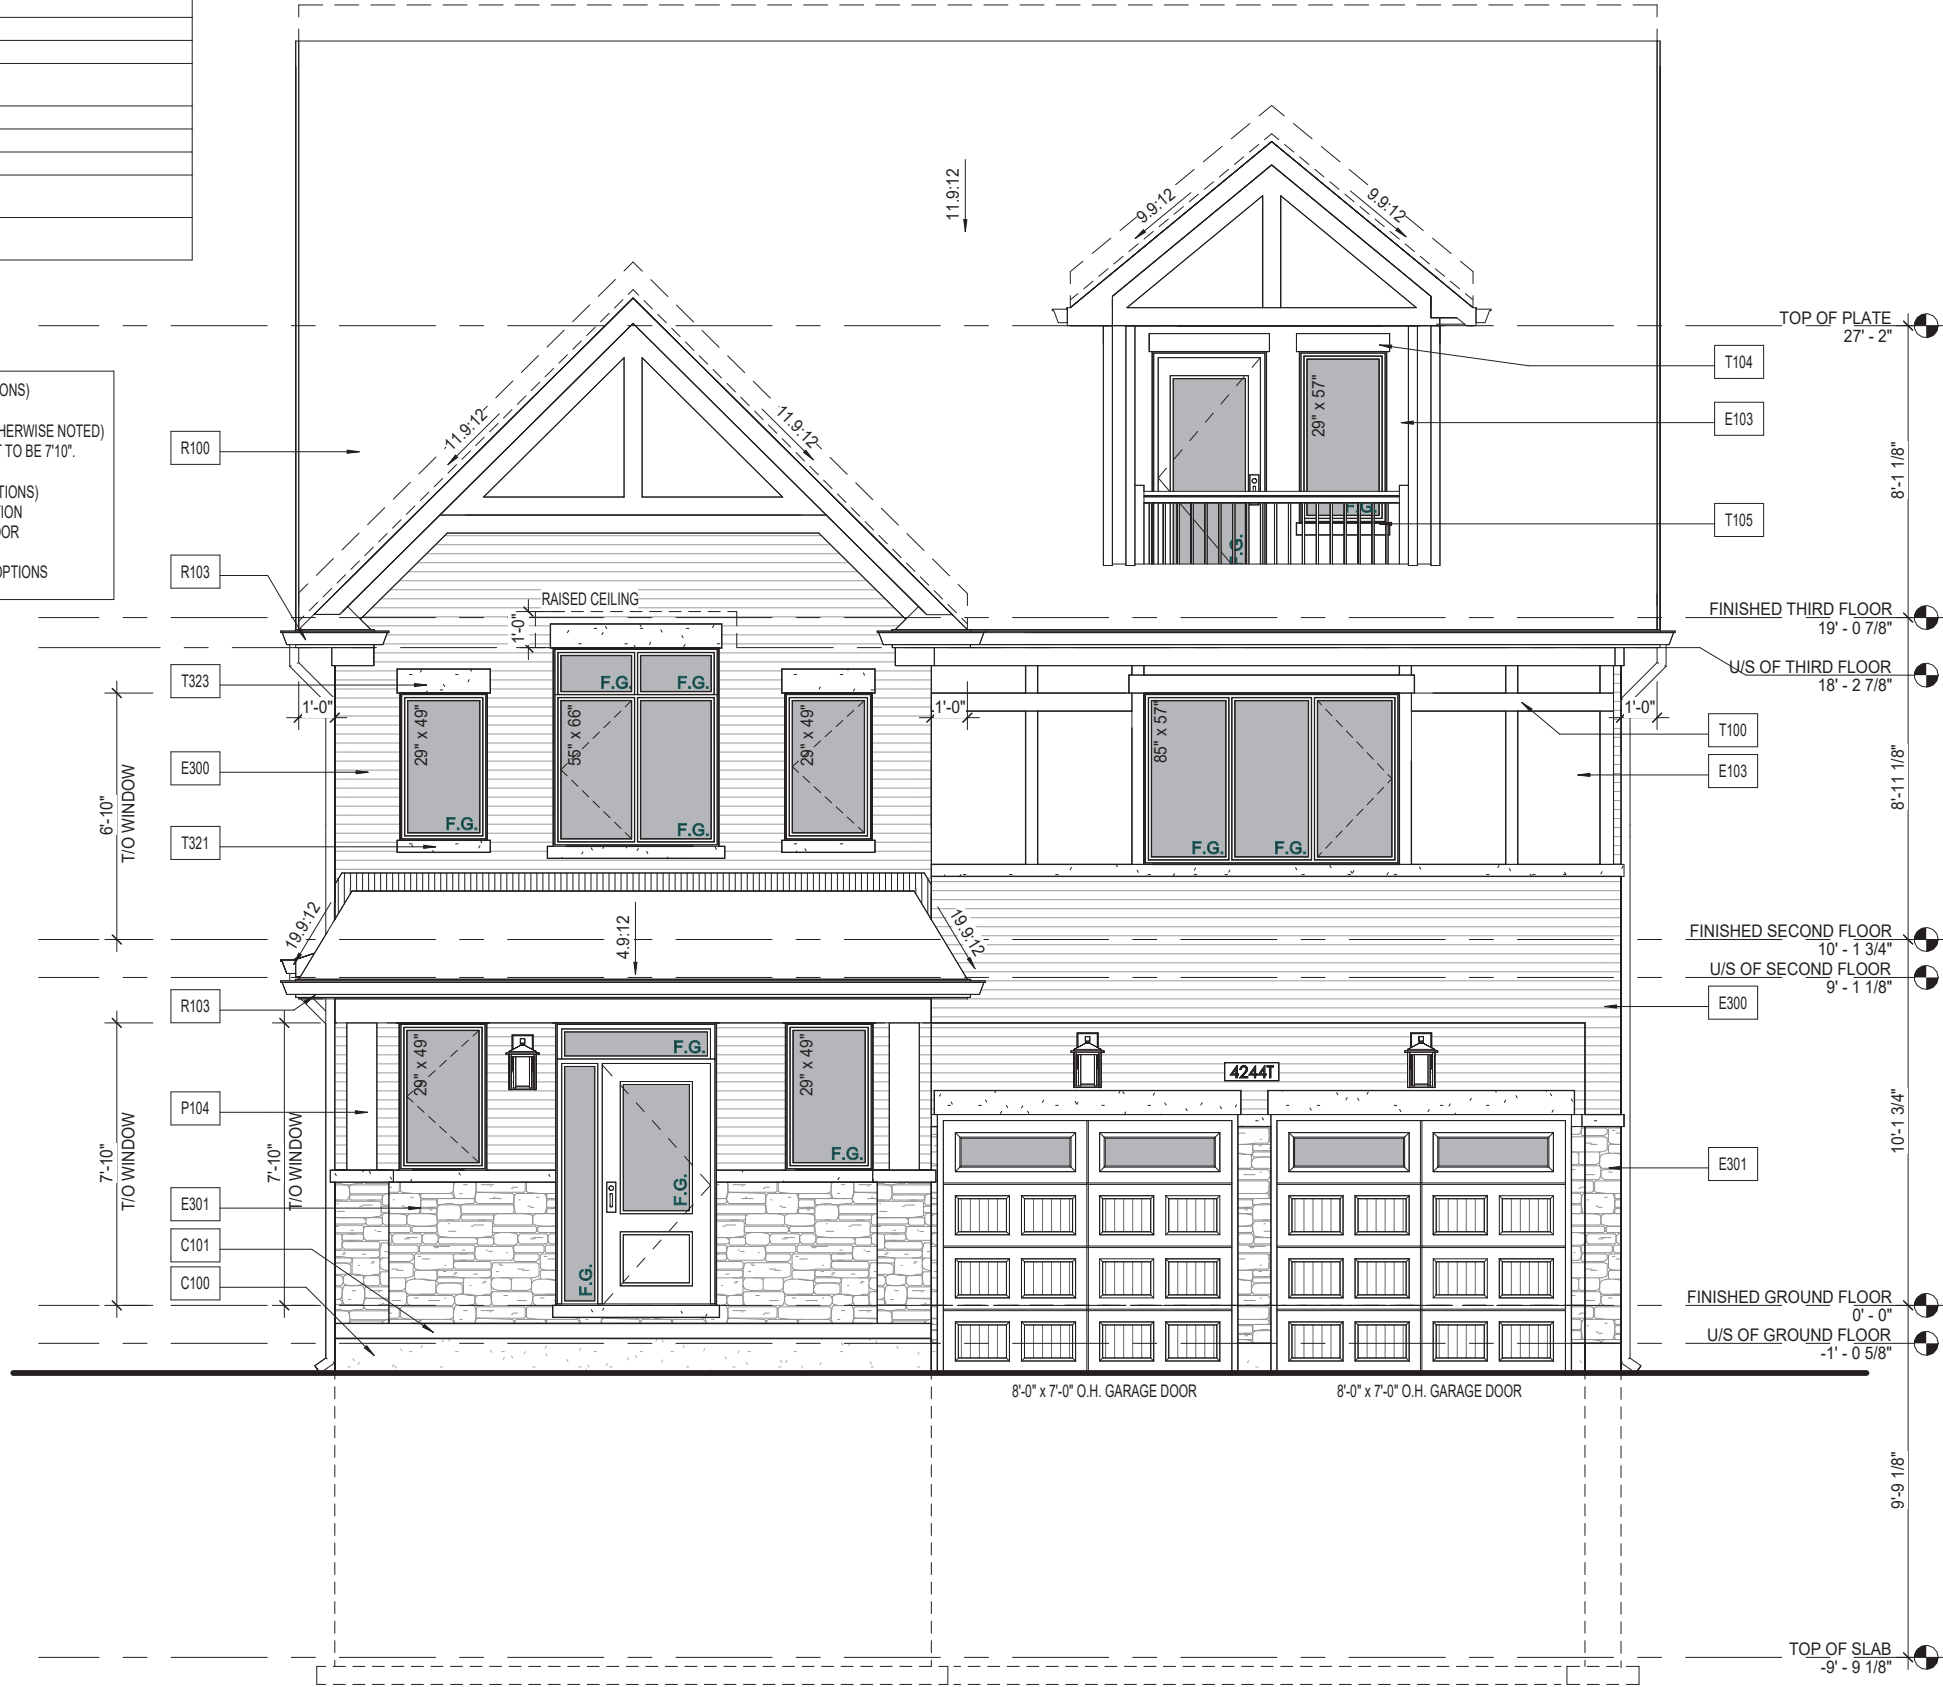 IONS)
HERWISE NOTED)
T TO BE 7'10".
TIONS)
TION
OOR
OPTIONS
11.9:12
9.9:12
9.9:12
11.9:12
11.9:12
TOP OF PLATE
27' - 2"
T104
E103
T105
29" x 57"
F.G.
F.G.
8'-1 1/8"
R100
R103
RAISED CEILING
1'-0"
FINISHED THIRD FLOOR
19' - 0 7/8"
U/S OF THIRD FLOOR
18' - 2 7/8"
T323
1'-0"
1'-0"
1'-0"
F.G.
F.G.
29" x 49"
55" x 66"
29" x 49"
85" x 57"
T100
E103
E300
6'-10"
T/O WINDOW
F.G.
F.G.
F.G.
F.G.
T321
8'-11 1/8"
19.9:12
4.9:12
19.9:12
FINISHED SECOND FLOOR
10' - 1 3/4"
U/S OF SECOND FLOOR
9' - 1 1/8"
R103
E300
29" x 49"
F.G.
29" x 49"
4244T
P104
7'-10"
T/O WINDOW
7'-10"
T/O WINDOW
F.G.
F.G.
F.G.
10'-1 3/4"
E301
E301
C101
C100
FINISHED GROUND FLOOR
0' - 0"
U/S OF GROUND FLOOR
-1' - 0 5/8"
8'-0" x 7'-0" O.H. GARAGE DOOR
8'-0" x 7'-0" O.H. GARAGE DOOR
9'-9 1/8"
TOP OF SLAB
-9' - 9 1/8"